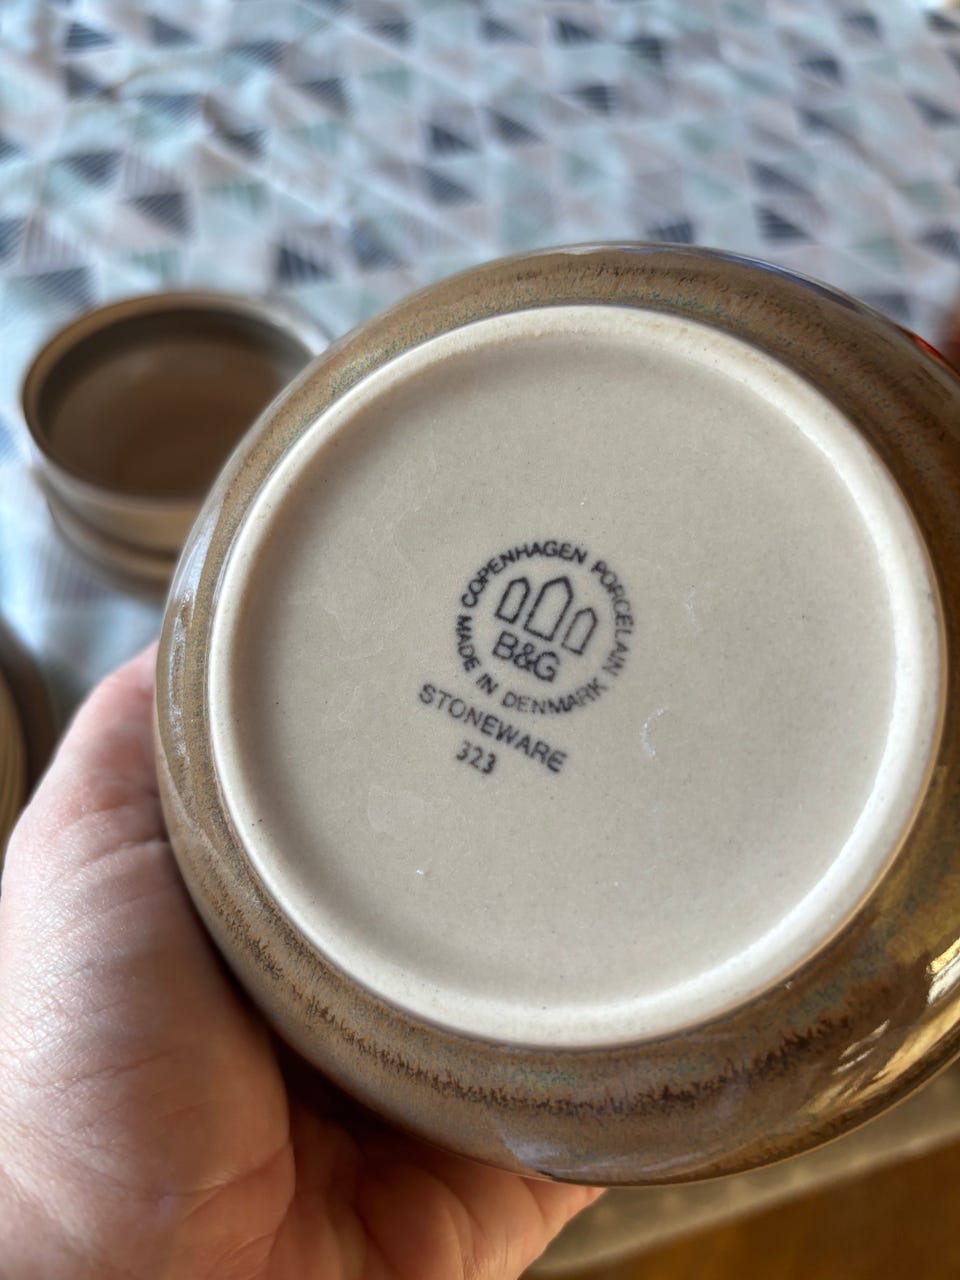 COPENHAGEN PORCELAIN
B&G
MADE IN DENMARK
STONEWARE
323